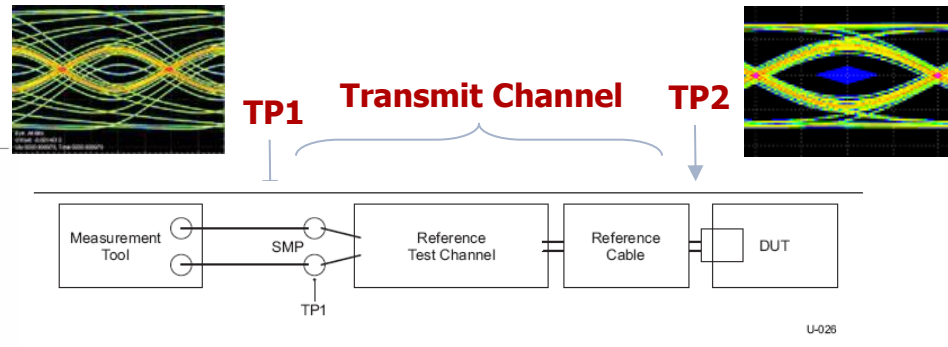 TP1
Transmit Channel
TP2
Measurement
Tool
SMP
TP1
Reference
Test Channel
Reference
Cable
DUT
U-026